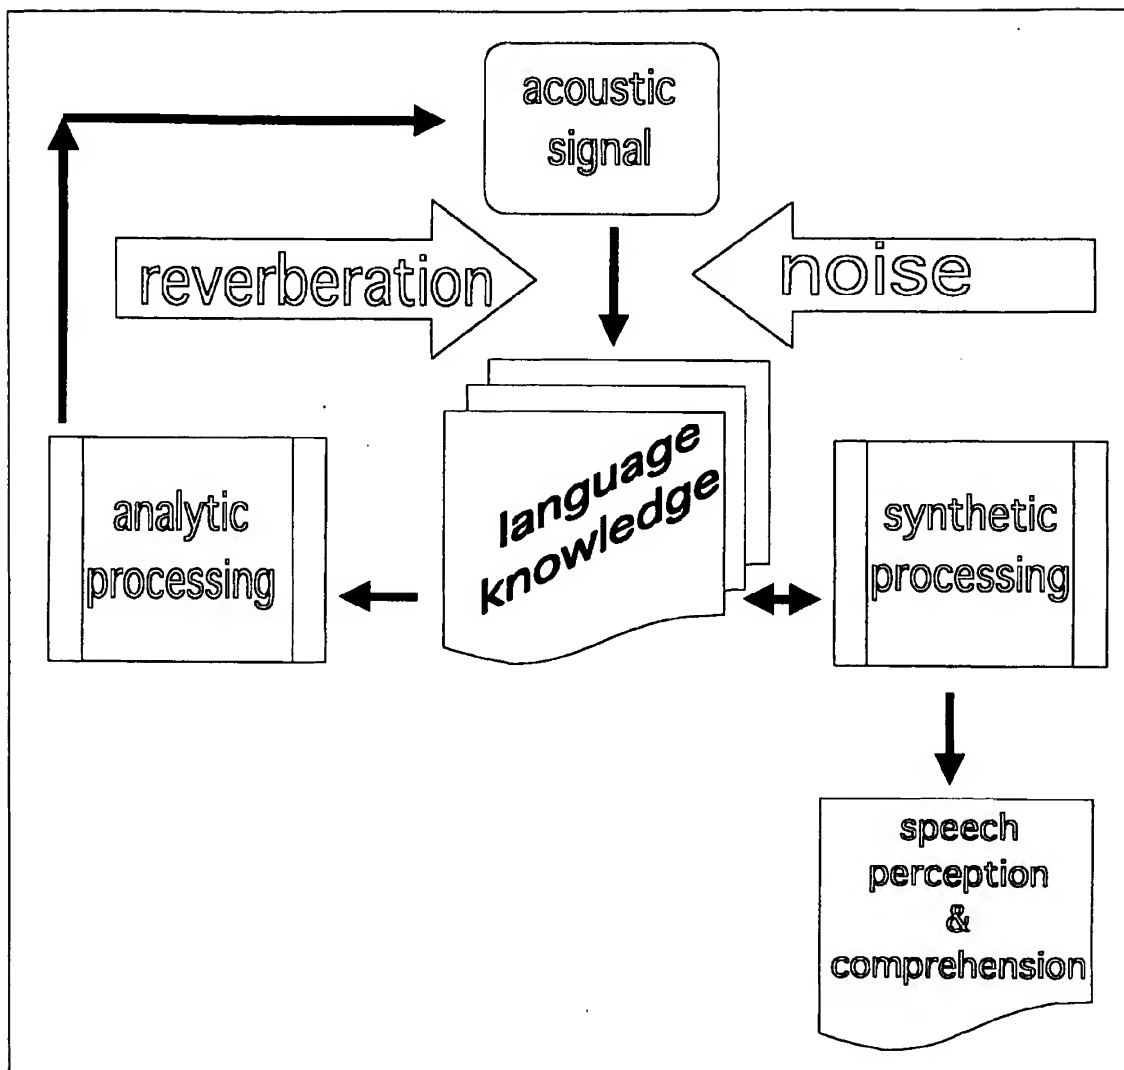 acoustic
signal
reverberation
noise
language
knowledge
analytic
processing
synthetic
processing
speech
perception
&
comprehension